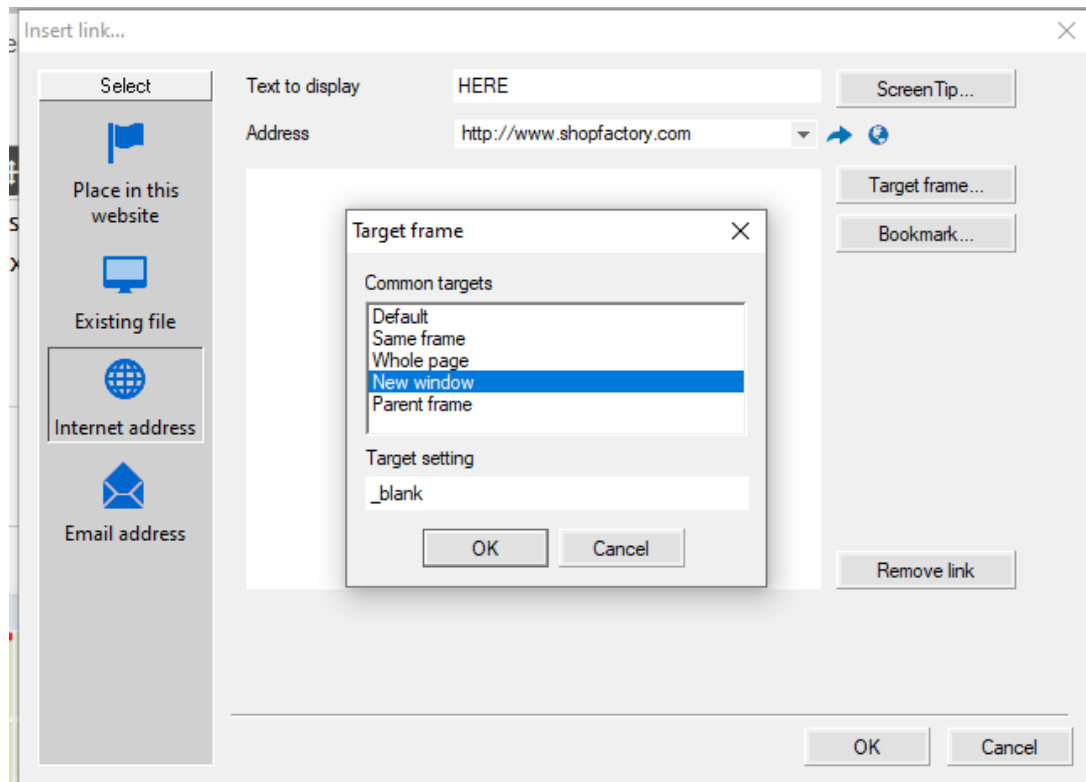 Insert link...
Select
Place in this
website
Existing file
Internet address
Email address
Text to display
HERE
ScreenTip...
Address
http://www.shopfactory.com
Target frame...
Bookmark...
Target frame
Common targets
Default
Same frame
Whole page
New window
Parent frame
Target setting
_blank
OK
Cancel
Remove link
OK
Cancel